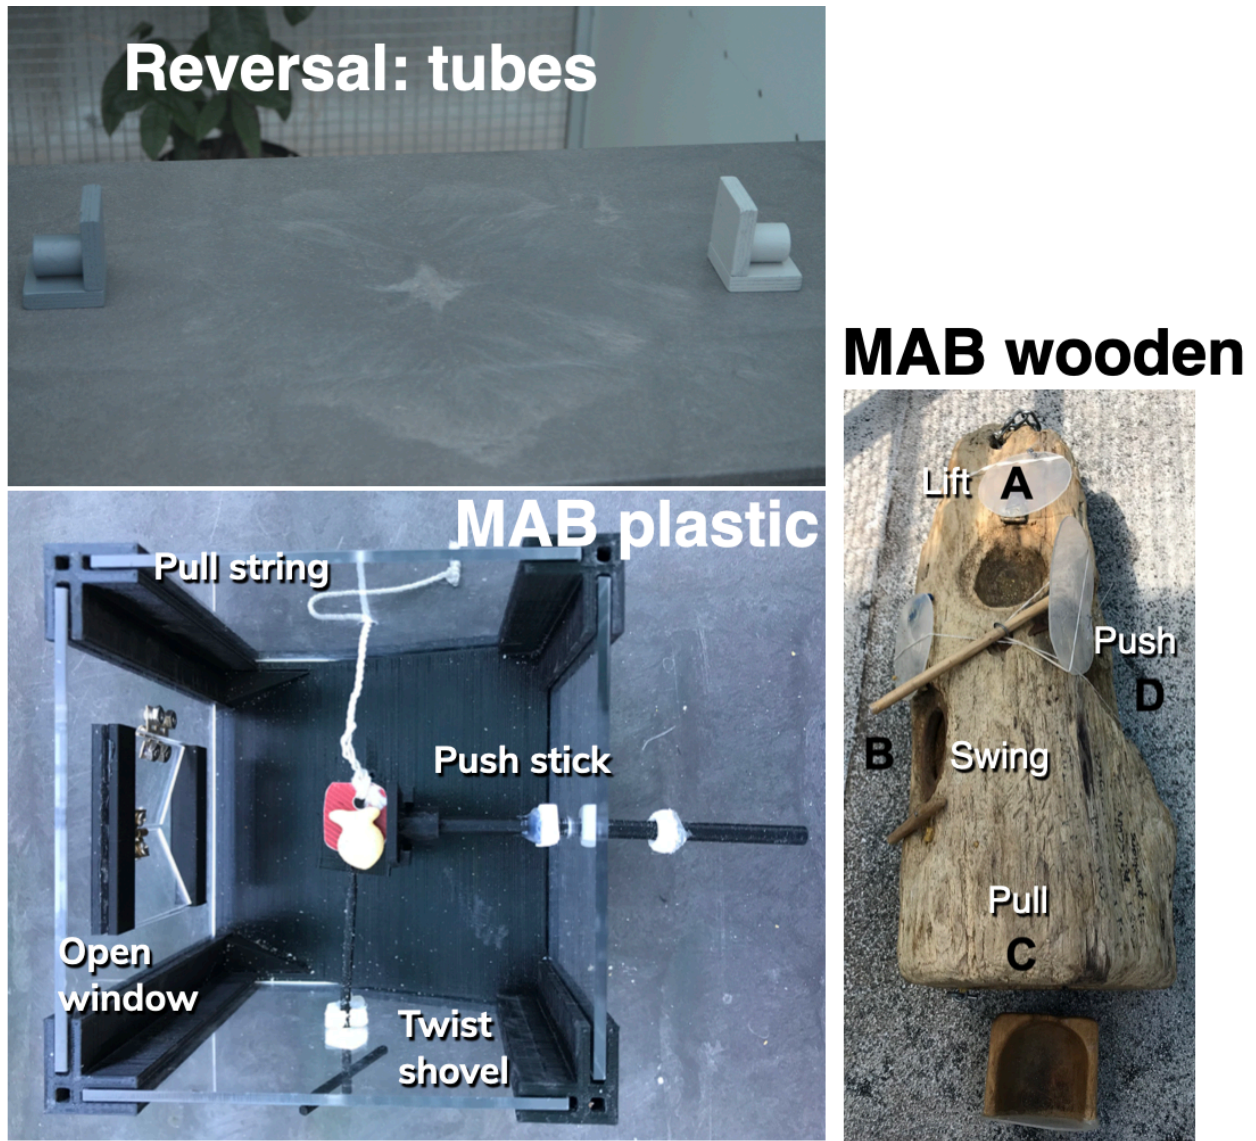 Reversal: tubes
MAB plastic
Pull string
Push stick
Open
window
Twist
shovel
MAB wooden
Lift
A
Push
D
B
Swing
Pull
C